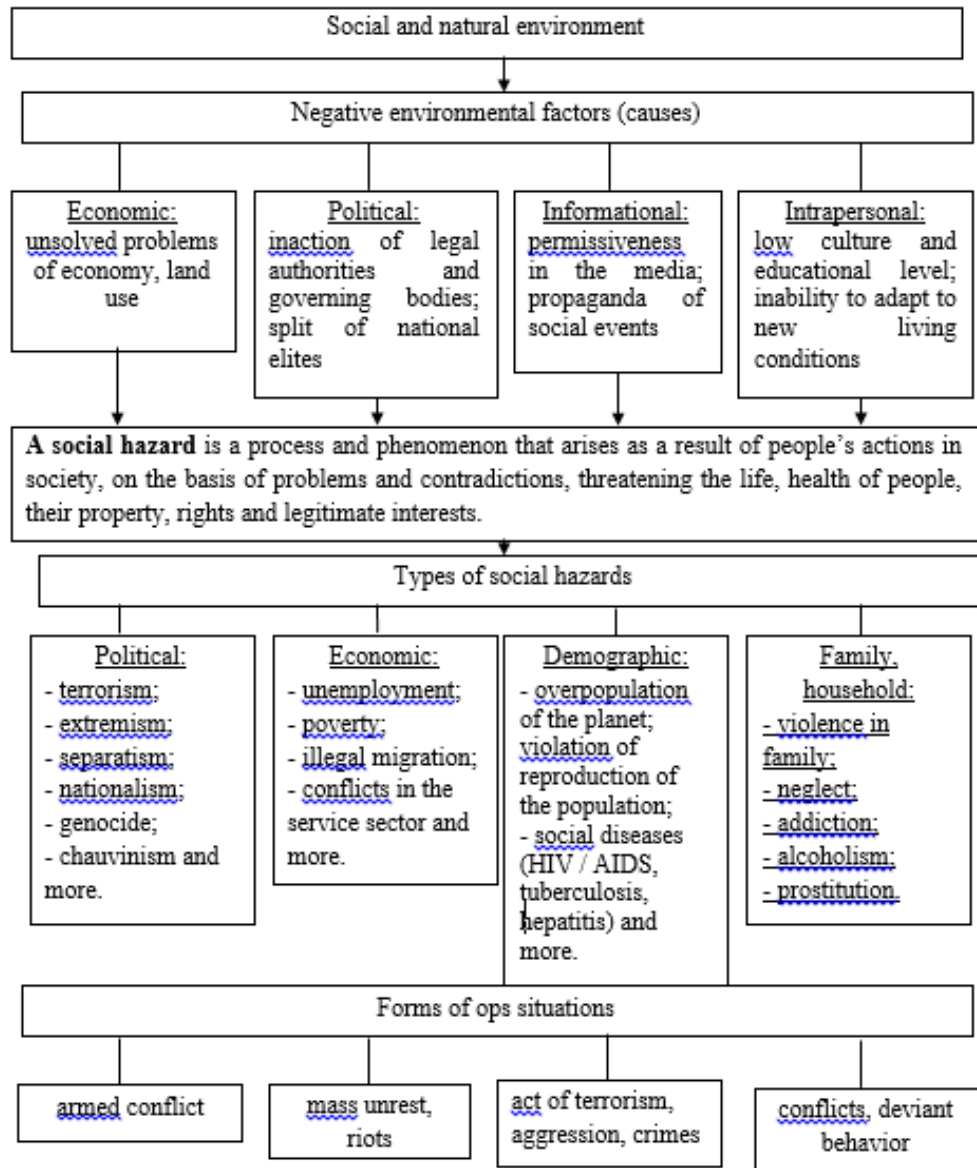 Social and natural environment
Negative environmental factors (causes)
Economic:
unsolved problems
of economy, land
use
Political:
inaction of legal
authorities and
governing bodies;
split of national
elites
Informational:
permissiveness
in the media;
propaganda of
social events
Intrapersonal:
low culture and
educational level;
inability to adapt to
new living
conditions
A social hazard is a process and phenomenon that arises as a result of people's actions in
society, on the basis of problems and contradictions, threatening the life, health of people,
their property, rights and legitimate interests.
Types of social hazards
Political:
- terrorism;
- extremism;
- separatism;
- nationalism;
- genocide;
- chauvinism and
more.
Economic:
- unemployment;
- poverty;
- illegal migration;
- conflicts in the
service sector and
more.
Demographic:
- overpopulation
of the planet;
violation of
reproduction of
the population;
- social diseases
(HIV / AIDS,
tuberculosis,
hepatitis) and
more.
Family,
household:
- violence in
family;
- neglect;
- addiction;
- alcoholism;
- prostitution.
Forms of ops situations
armed conflict
mass unrest,
riots
act of terrorism,
aggression, crimes
conflicts, deviant
behavior